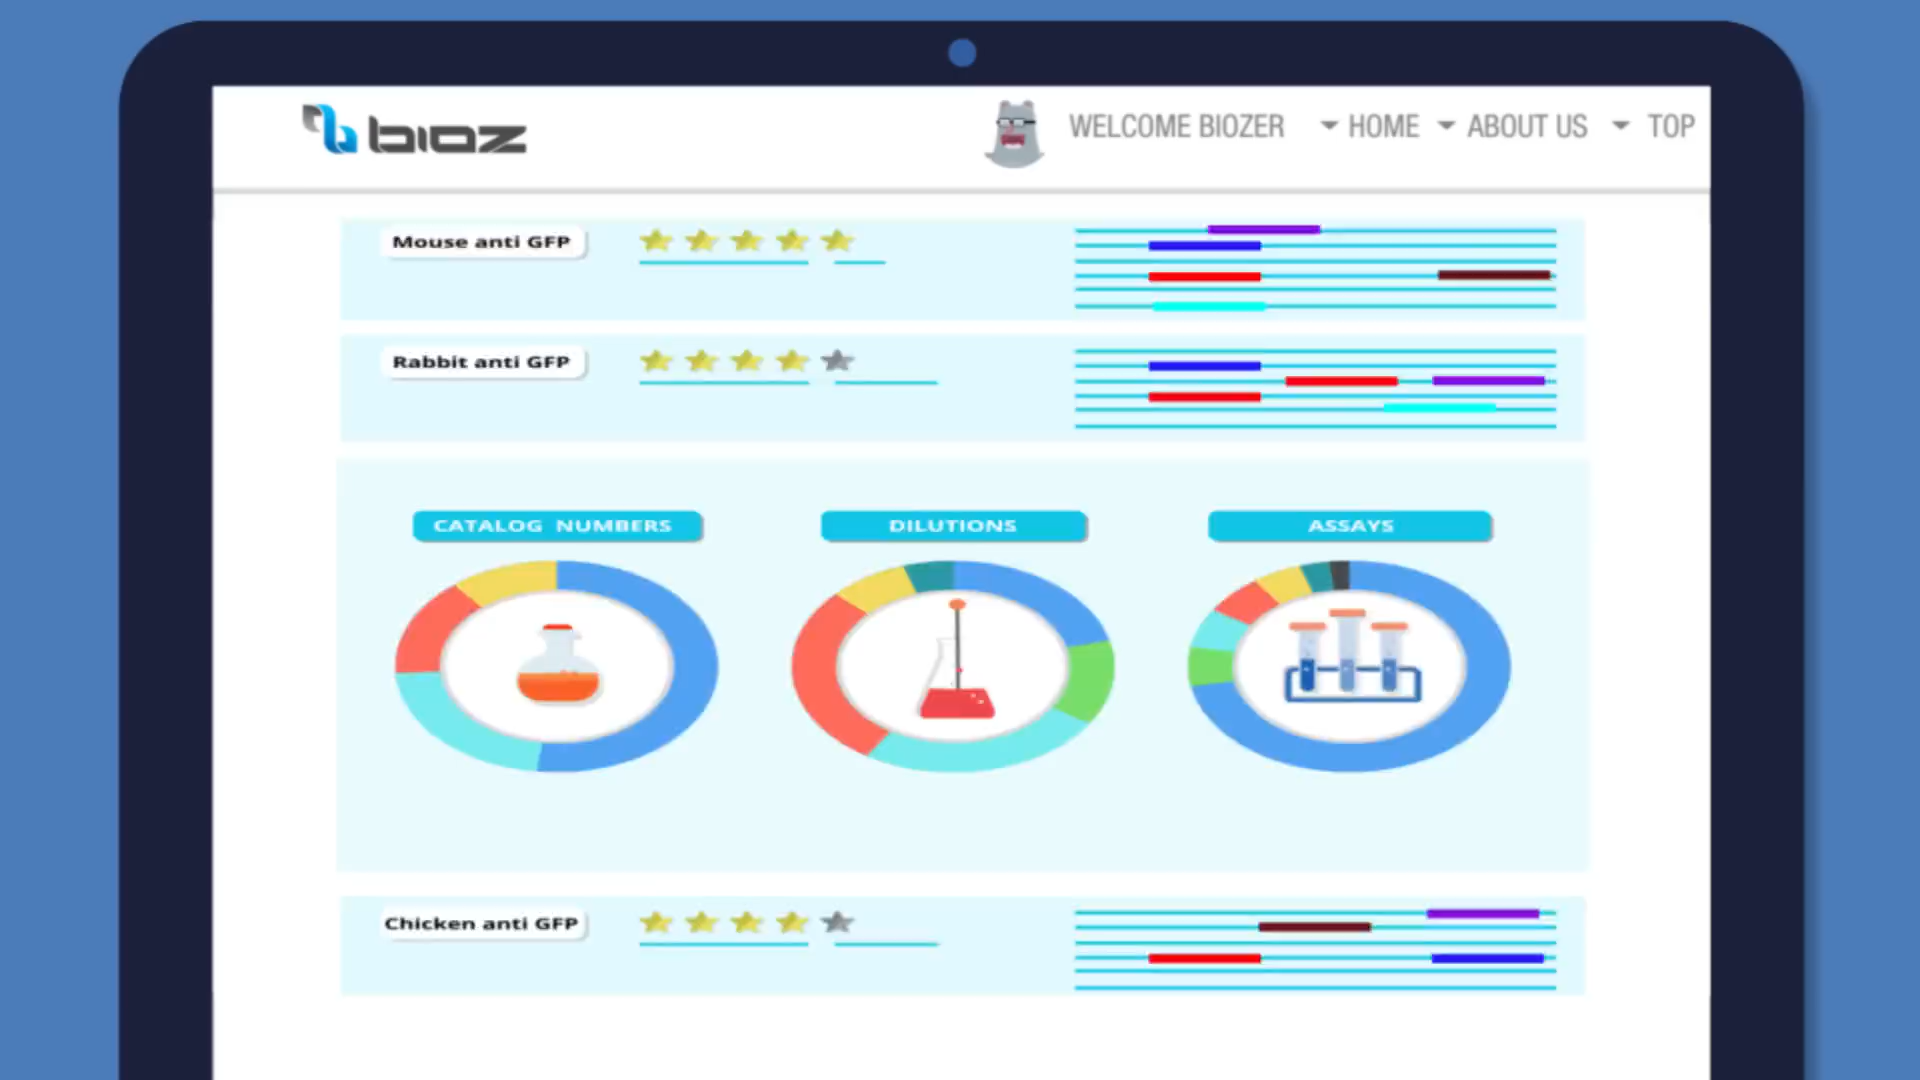 bioz
WELCOME BIOZER HOME ABOUT US TOP
Mouse anti GFP
Rabbit anti GFP
CATALOG NUMBERS
DILUTIONS
ASSAYS
Chicken anti GFP